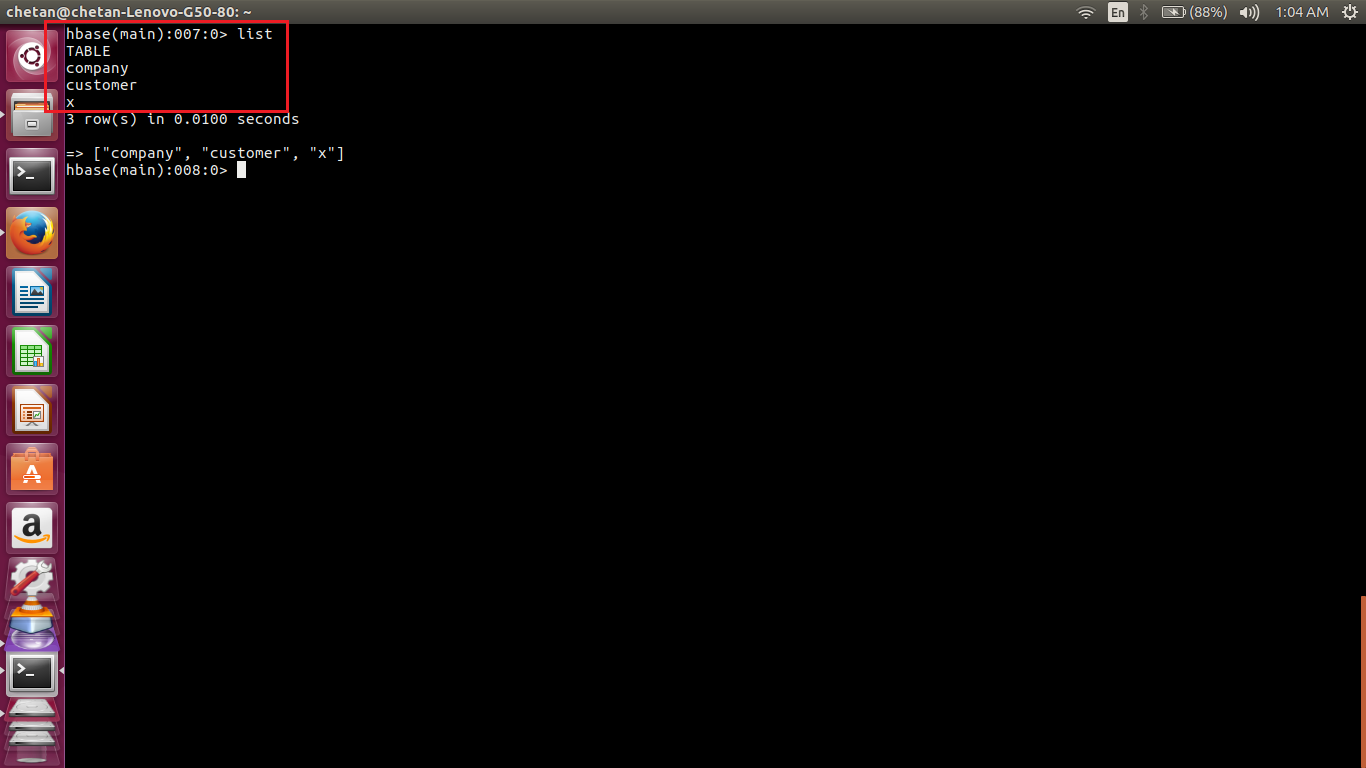 chetan@chetan-Lenovo-G50-80: ~
En
(88%)
1:04 AM
hbase(main):007:0> list
TABLE
company
customer
x
3 row(s) in 0.0100 seconds
=> ["company", "customer", "x"]
hbase(main):008:0>